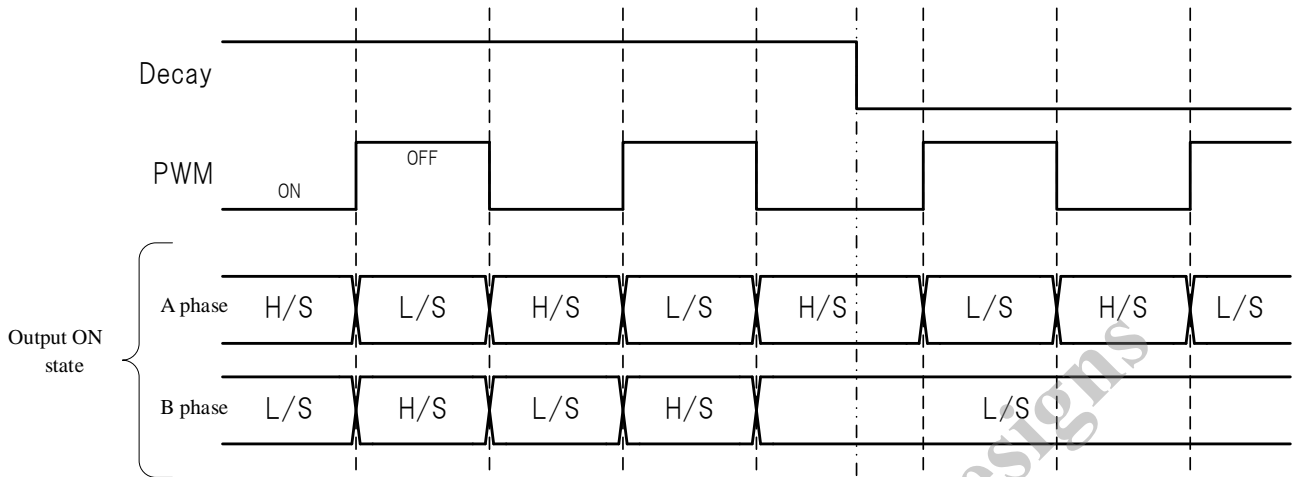 Decay
PWM
ON
OFF
Output ON
state
A phase
H/S
L/S
H/S
L/S
H/S
L/S
H/S
L/S
B phase
L/S
H/S
L/S
H/S
L/S